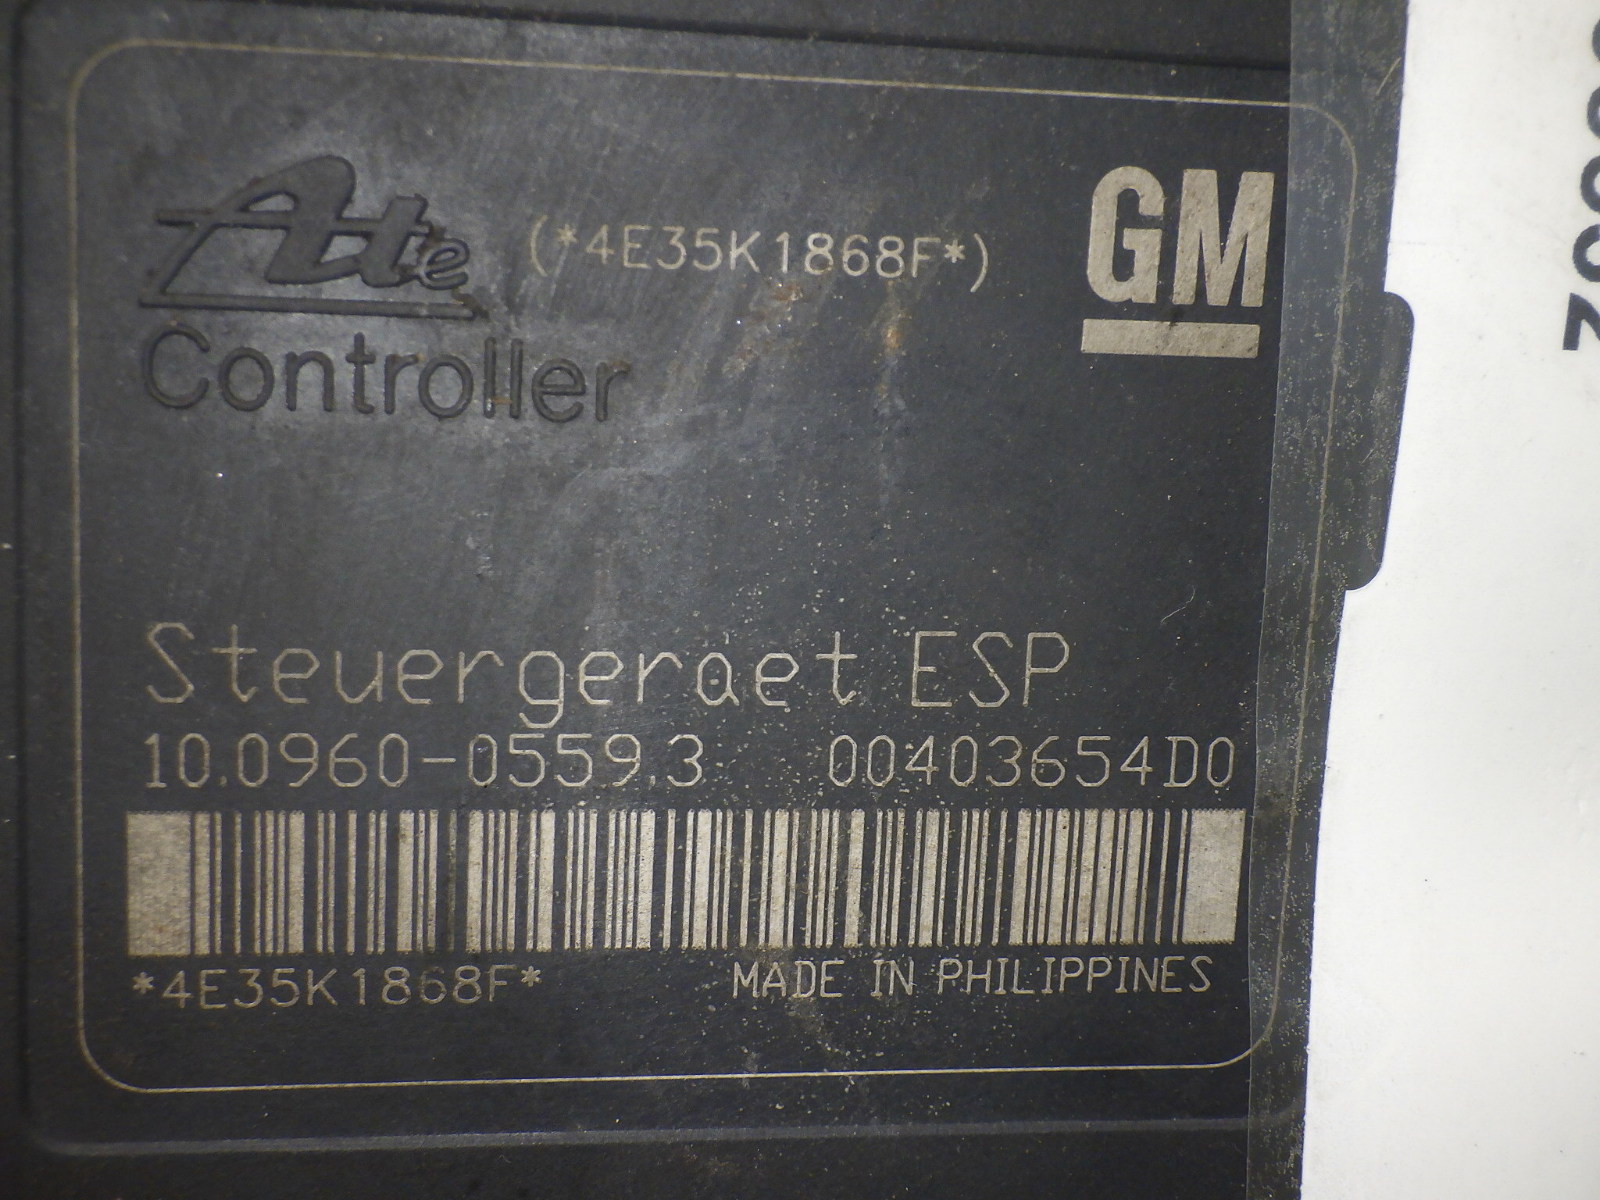 Ate (*4E35K1868F*) GM
Controller
Steuergeraet ESP
10.0960-0559.3 00403654D0
*4E35K1868F* MADE IN PHILIPPINES